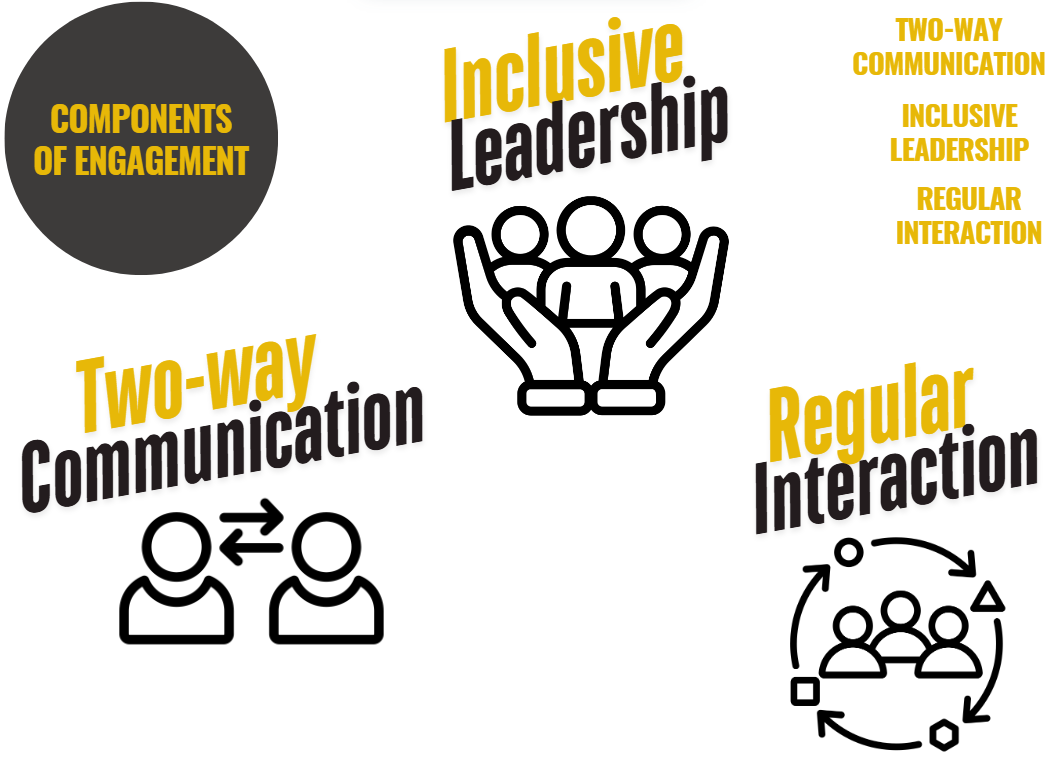 COMPONENTS
OF ENGAGEMENT
Inclusive
Leadership
TWO-WAY
COMMUNICATION
INCLUSIVE
LEADERSHIP
REGULAR
INTERACTION
Two-way
Communication
Regular
Interaction